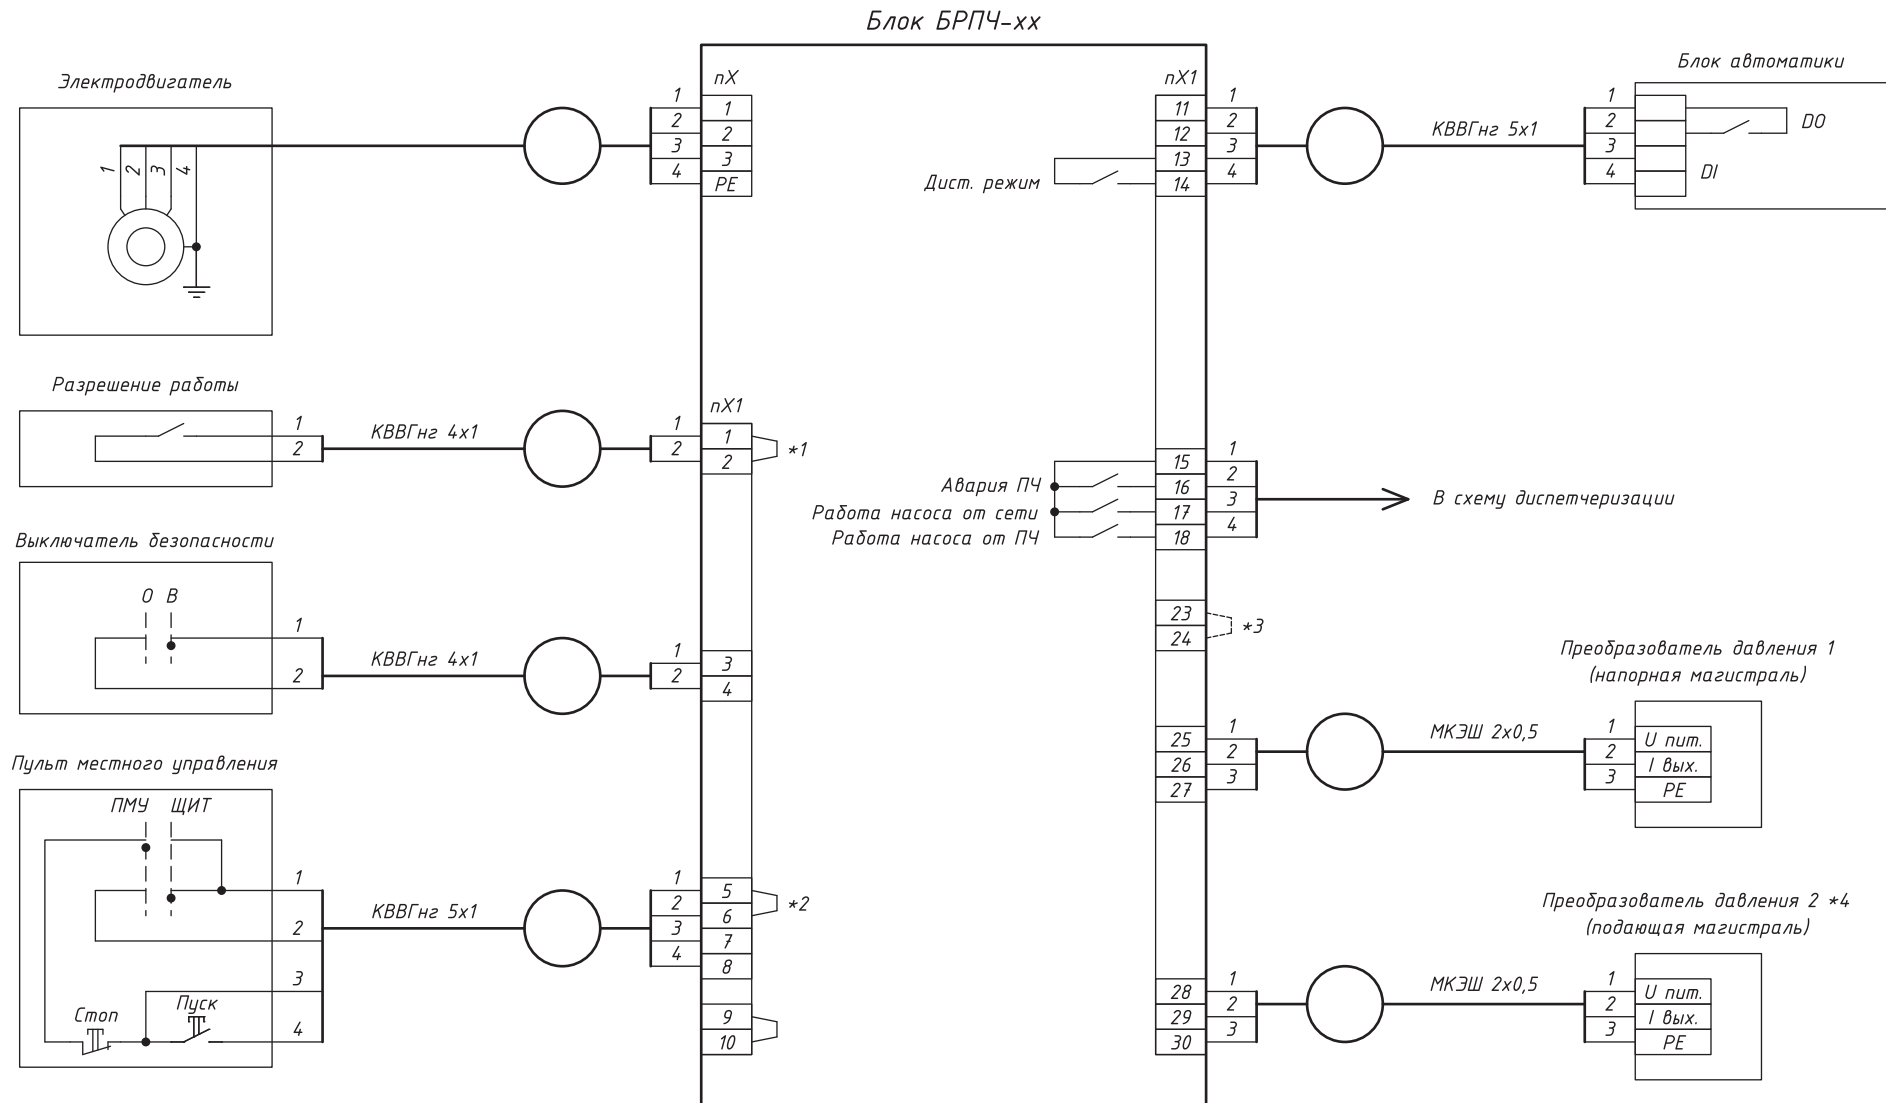 Блок БРПЧ-хх
Электродвигатель
1 2 3 4
1
2
3
4
пХ
1
2
3
PE
Разрешение работы
1
2
КВВГнг 4х1
1
2
пХ1
1
2
*1
Выключатель безопасности
О В
1
2
КВВГнг 4х1
1
2
3
4
Пульт местного управления
ПМУ ЩИТ
1
2
3
4
Стоп
Пуск
КВВГнг 5х1
1
2
3
4
5
6
7
8
*2
9
10
пХ1
11
12
13
14
Дист. режим
1
2
3
4
КВВГнг 5х1
Блок автоматики
1
2
3
4
DO
DI
Авария ПЧ
Работа насоса от сети
Работа насоса от ПЧ
15
16
17
18
1
2
3
4
В схему диспетчеризации
23
24
*3
Преобразователь давления 1
(напорная магистраль)
25
26
27
1
2
3
МКЭШ 2х0,5
1
2
3
U пит.
I вых.
PE
Преобразователь давления 2 *4
(подающая магистраль)
28
29
30
1
2
3
МКЭШ 2х0,5
1
2
3
U пит.
I вых.
PE